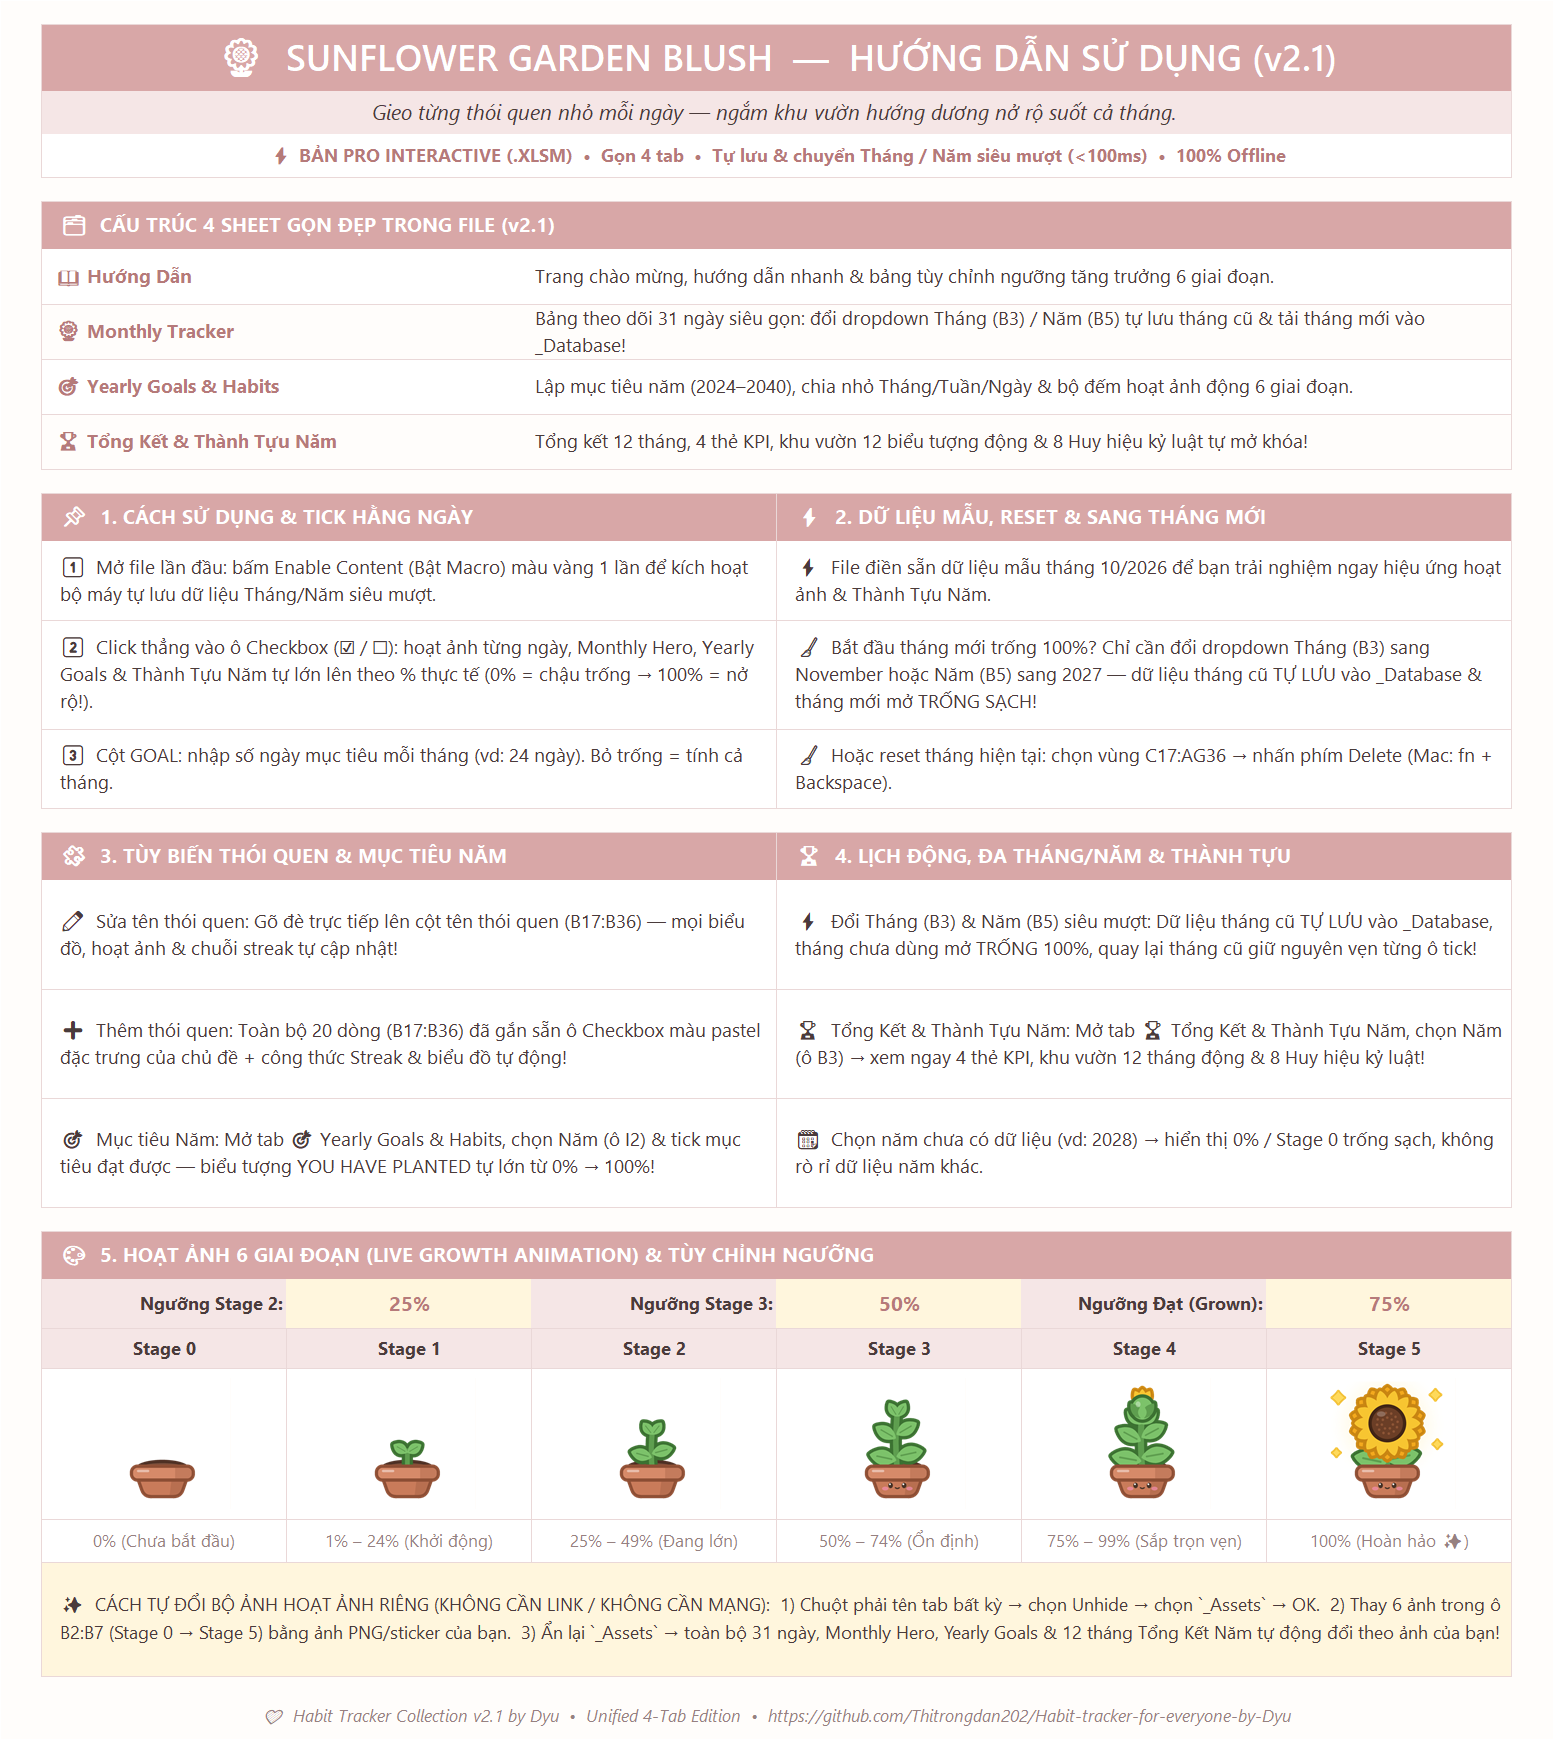 SUNFLOWER GARDEN BLUSH — HƯỚNG DẪN SỬ DỤNG (v2.1)
Gieo từng thói quen nhỏ mỗi ngày — ngắm khu vườn hướng dương nở rộ suốt cả tháng.
BẢN PRO INTERACTIVE (.XLSM) • Gọn 4 tab • Tự lưu & chuyển Tháng / Năm siêu mượt (<100ms) • 100% Offline
CẤU TRÚC 4 SHEET GỌN ĐẸP TRONG FILE (v2.1)
Hướng Dẫn
Trang chào mừng, hướng dẫn nhanh & bảng tùy chỉnh ngưỡng tăng trưởng 6 giai đoạn.
Monthly Tracker
Bảng theo dõi 31 ngày siêu gọn: đổi dropdown Tháng (B3) / Năm (B5) tự lưu tháng cũ & tải tháng mới vào
_Database!
Yearly Goals & Habits
Lập mục tiêu năm (2024–2040), chia nhỏ Tháng/Tuần/Ngày & bộ đếm hoạt ảnh động 6 giai đoạn.
Tổng Kết & Thành Tựu Năm
Tổng kết 12 tháng, 4 thẻ KPI, khu vườn 12 biểu tượng động & 8 Huy hiệu kỷ luật tự mở khóa!
1. CÁCH SỬ DỤNG & TICK HẰNG NGÀY
1 Mở file lần đầu: bấm Enable Content (Bật Macro) màu vàng 1 lần để kích hoạt
bộ máy tự lưu dữ liệu Tháng/Năm siêu mượt.
2 Click thẳng vào ô Checkbox (☑ / ☐): hoạt ảnh từng ngày, Monthly Hero, Yearly
Goals & Thành Tựu Năm tự lớn lên theo % thực tế (0% = chậu trống → 100% = nở
rộ!).
3 Cột GOAL: nhập số ngày mục tiêu mỗi tháng (vd: 24 ngày). Bỏ trống = tính cả
tháng.
2. DỮ LIỆU MẪU, RESET & SANG THÁNG MỚI
File điền sẵn dữ liệu mẫu tháng 10/2026 để bạn trải nghiệm ngay hiệu ứng hoạt
ảnh & Thành Tựu Năm.
Bắt đầu tháng mới trống 100%? Chỉ cần đổi dropdown Tháng (B3) sang
November hoặc Năm (B5) sang 2027 — dữ liệu tháng cũ TỰ LƯU vào _Database &
tháng mới mở TRỐNG SẠCH!
Hoặc reset tháng hiện tại: chọn vùng C17:AG36 → nhấn phím Delete (Mac: fn +
Backspace).
3. TÙY BIẾN THÓI QUEN & MỤC TIÊU NĂM
Sửa tên thói quen: Gõ đè trực tiếp lên cột tên thói quen (B17:B36) — mọi biểu
đồ, hoạt ảnh & chuỗi streak tự cập nhật!
Thêm thói quen: Toàn bộ 20 dòng (B17:B36) đã gắn sẵn ô Checkbox màu pastel
đặc trưng của chủ đề + công thức Streak & biểu đồ tự động!
Mục tiêu Năm: Mở tab Yearly Goals & Habits, chọn Năm (ô I2) & tick mục
tiêu đạt được — biểu tượng YOU HAVE PLANTED tự lớn từ 0% → 100%!
4. LỊCH ĐỘNG, ĐA THÁNG/NĂM & THÀNH TỰU
Đổi Tháng (B3) & Năm (B5) siêu mượt: Dữ liệu tháng cũ TỰ LƯU vào _Database,
tháng chưa dùng mở TRỐNG 100%, quay lại tháng cũ giữ nguyên vẹn từng ô tick!
Tổng Kết & Thành Tựu Năm: Mở tab Tổng Kết & Thành Tựu Năm, chọn Năm
(ô B3) → xem ngay 4 thẻ KPI, khu vườn 12 tháng động & 8 Huy hiệu kỷ luật!
Chọn năm chưa có dữ liệu (vd: 2028) → hiển thị 0% / Stage 0 trống sạch, không
rò rỉ dữ liệu năm khác.
5. HOẠT ẢNH 6 GIAI ĐOẠN (LIVE GROWTH ANIMATION) & TÙY CHỈNH NGƯỠNG
Ngưỡng Stage 2: 25% Ngưỡng Stage 3: 50% Ngưỡng Đạt (Grown): 75%
Stage 0 Stage 1 Stage 2 Stage 3 Stage 4 Stage 5
0% (Chưa bắt đầu) 1% – 24% (Khởi động) 25% – 49% (Đang lớn) 50% – 74% (Ổn định) 75% – 99% (Sắp trọn vẹn) 100% (Hoàn hảo ✨)
✨ CÁCH TỰ ĐỔI BỘ ẢNH HOẠT ẢNH RIÊNG (KHÔNG CẦN LINK / KHÔNG CẦN MẠNG): 1) Chuột phải tên tab bất kỳ → chọn Unhide → chọn `_Assets` → OK. 2) Thay 6 ảnh trong ô
B2:B7 (Stage 0 → Stage 5) bằng ảnh PNG/sticker của bạn. 3) Ẩn lại `_Assets` → toàn bộ 31 ngày, Monthly Hero, Yearly Goals & 12 tháng Tổng Kết Năm tự động đổi theo ảnh của bạn!
Habit Tracker Collection v2.1 by Dyu • Unified 4-Tab Edition • https://github.com/Thitrongdan202/Habit-tracker-for-everyone-by-Dyu